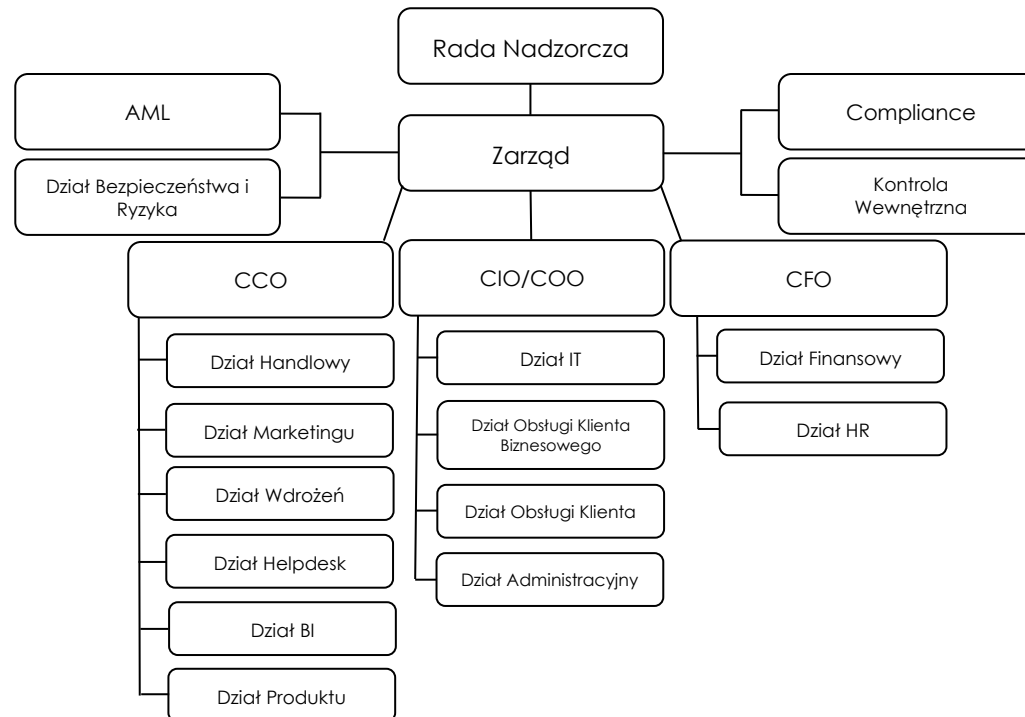 Rada Nadzorcza
AML
Compliance
Zarząd
Dział Bezpieczeństwa i
Ryzyka
Kontrola
Wewnętrzna
CCO
CIO/COO
CFO
Dział Handlowy
Dział IT
Dział Finansowy
Dział Marketingu
Dział Obsługi Klienta
Biznesowego
Dział HR
Dział Wdrożeń
Dział Obsługi Klienta
Dział Helpdesk
Dział Administracyjny
Dział BI
Dział Produktu